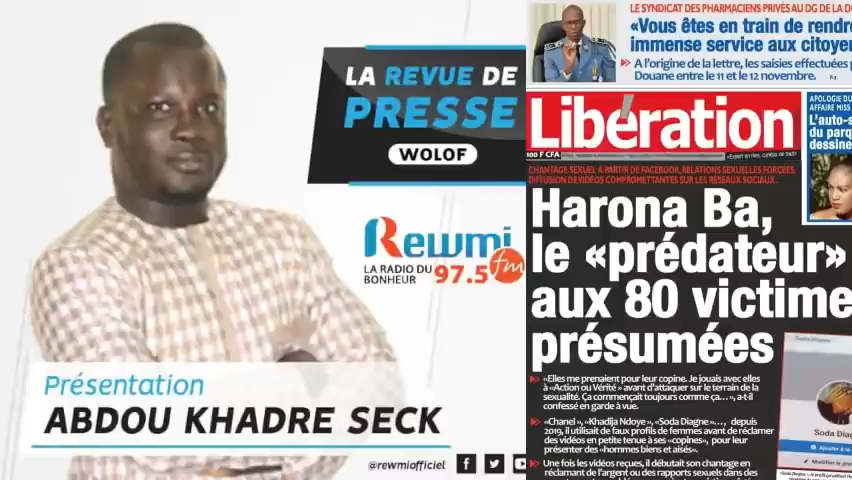 LA REVUE DE
PRESSE
WOLOF
Rewmi
fm
LA RADIO DU
BONHEUR
97.5
Présentation
ABDOU KHADRE SECK
@rewmiofficiel
LE SYNDICAT DES PHARMACIENS PRIVÉS AU DG DE LA DO
«Vous êtes en train de rendre
immense service aux citoye
A l'origine de la lettre, les saisies effectuées p
Douane entre le 11 et le 12 novembre.
Libération
100 F CFA
APOLOGIE DU
AFFAIRE MISS
L'auto-s
du parq
dessine
CHANTAGE SEXUEL À PARTIR DE FACEBOOK, RELATIONS SEXUELLES FORCÉES,
DIFFUSION DE VIDÉOS COMPROMETTANTES SUR LES RÉSEAUX SOCIAUX.
Harona Ba,
le «prédateur»
aux 80 victime
présumées
«Elles me prenaient pour leur copine. Je jouais avec elles
à «Action ou Vérité» avant d'attaquer sur le terrain de la
sexualité. Ça commençait toujours comme ça...», a-t-il
confessé en garde à vue.
«Chanel», «Khadija Ndoye», «Soda Diagne»..., depuis
2019, il utilisait de faux profils de femmes avant de réclamer
des vidéos en petite tenue à ses «copines», pour leur
présenter des «hommes biens et aisés».
Une fois les vidéos reçues, il débutait son chantage en
réclamant de l'argent ou des rapports sexuels dans des
Soda Diagne
Soda Diag
Ajouter à